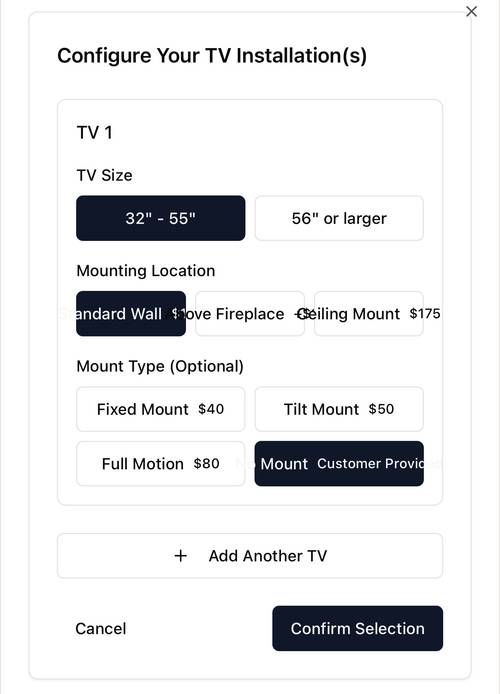 Configure Your TV Installation(s)
TV 1
TV Size
32" - 55"
56" or larger
Mounting Location
Standard Wall
Above Fireplace
Ceiling Mount $175
Mount Type (Optional)
Fixed Mount $40
Tilt Mount $50
Full Motion $80
No Mount Customer Provided
+ Add Another TV
Cancel
Confirm Selection